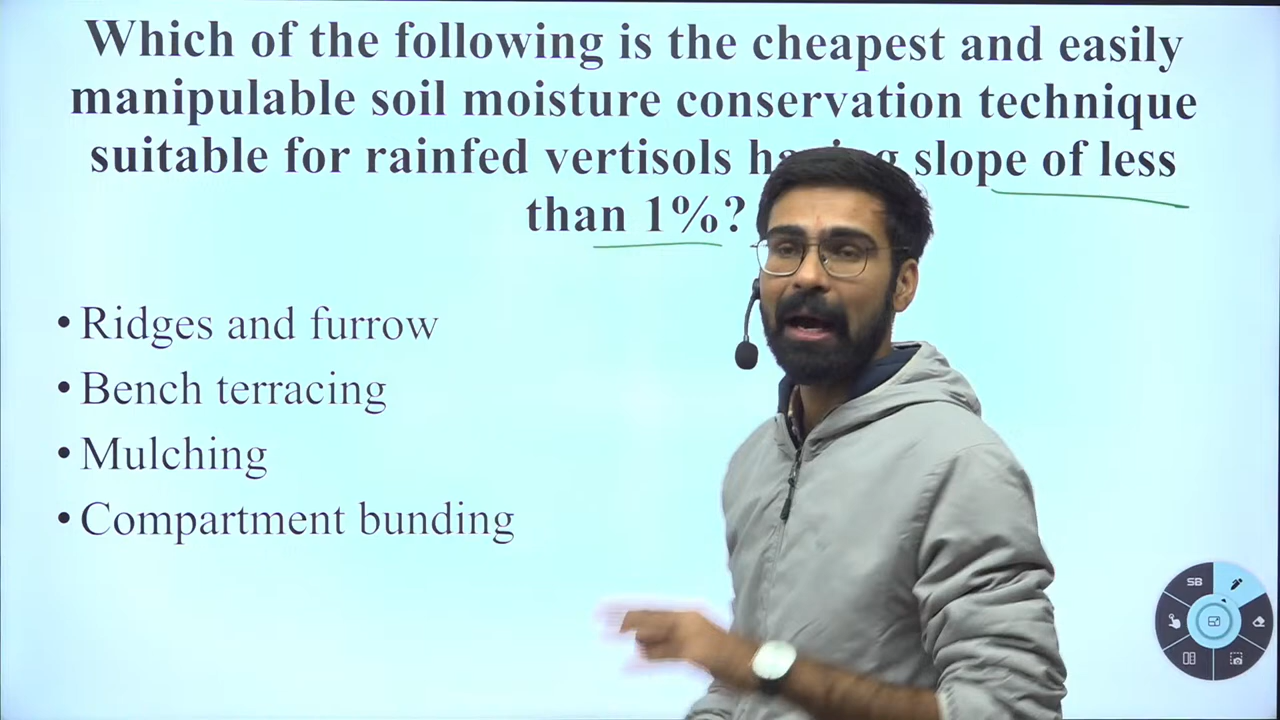 Which of the following is the cheapest and easily
manipulable soil moisture conservation technique
suitable for rainfed vertisols slope of less
than 1%?
• Ridges and furrow
• Bench terracing
• Mulching
• Compartment bunding
SB